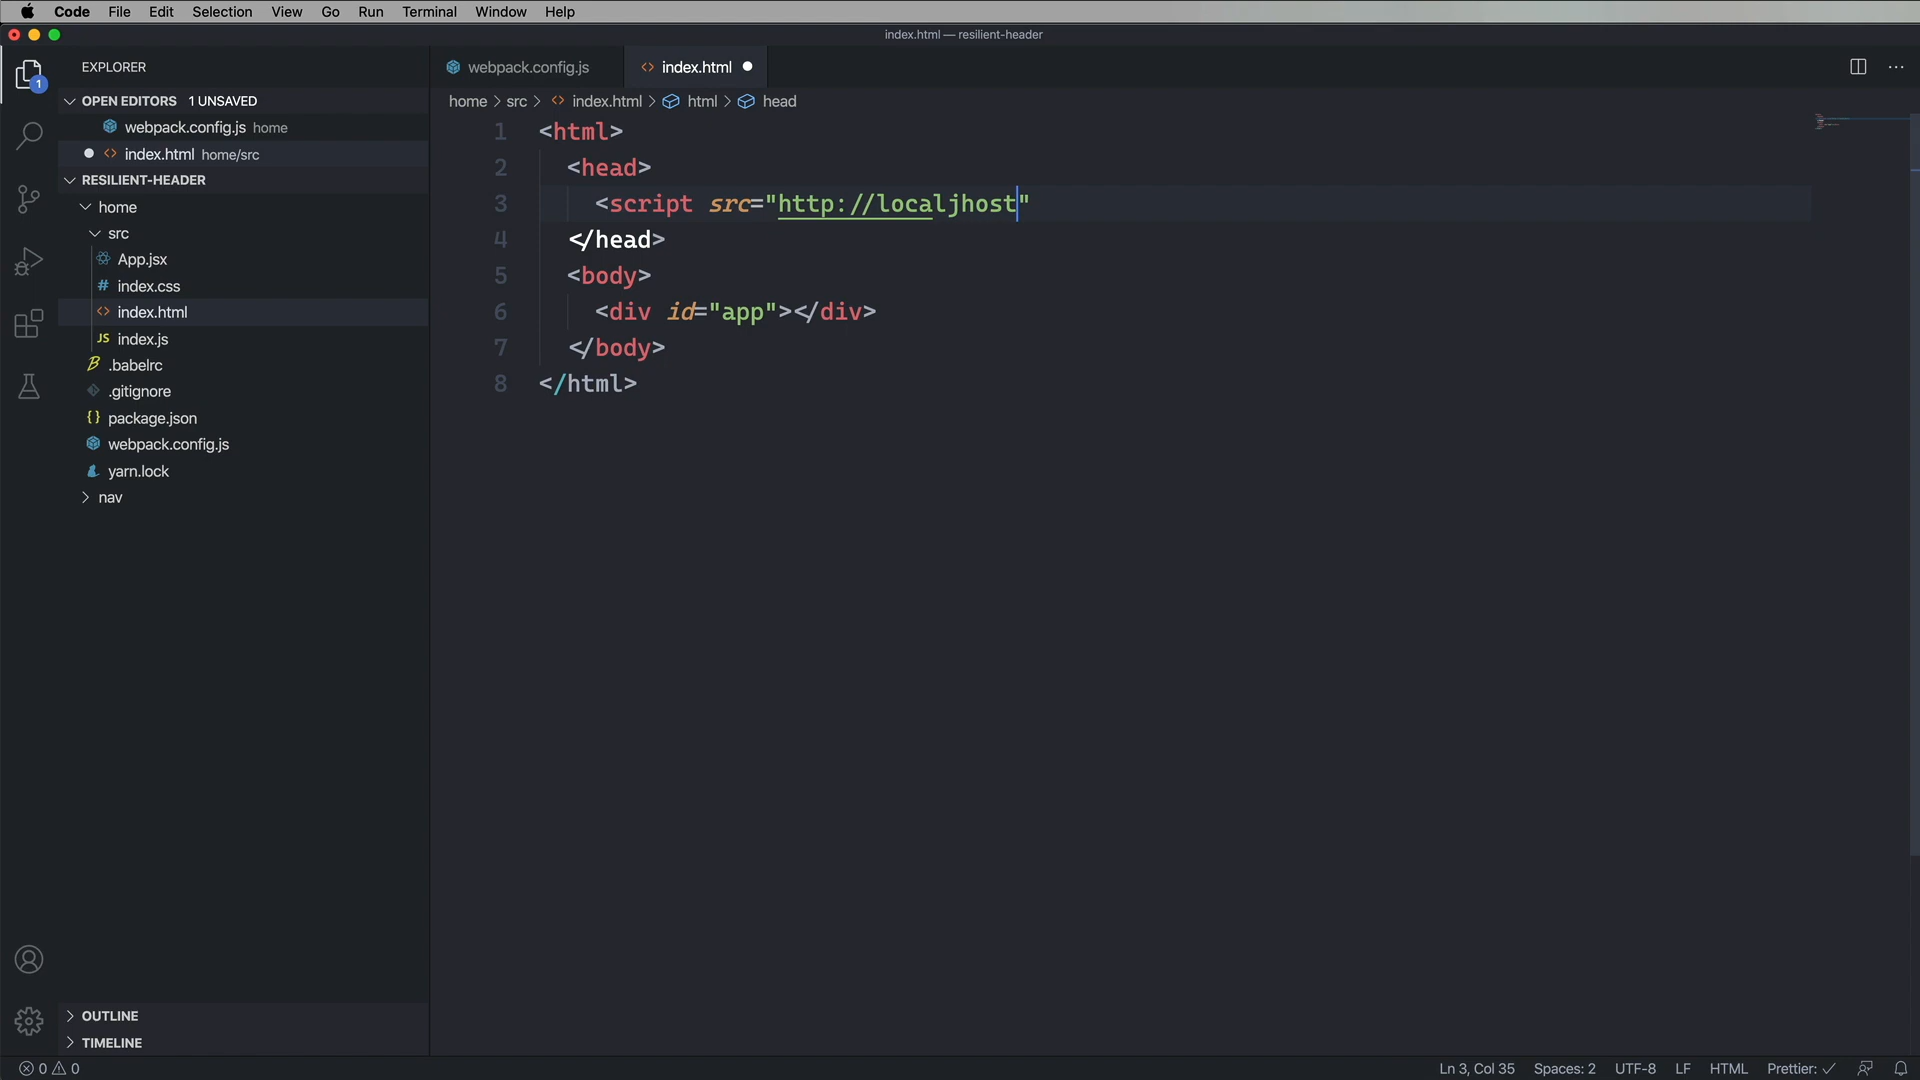 Code File Edit Selection View Go Run Terminal Window Help
index.html — resilient-header
EXPLORER
OPEN EDITORS 1 UNSAVED
webpack.config.js home
index.html home/src
RESILIENT-HEADER
home
src
App.jsx
# index.css
<> index.html
JS index.js
.babelrc
.gitignore
{} package.json
webpack.config.js
yarn.lock
nav
OUTLINE
TIMELINE
1
webpack.config.js
<> index.html
home > src > <> index.html > html > head
1 <html>
2 <head>
3 <script src="http://localjhost"
4 </head>
5 <body>
6 <div id="app"></div>
7 </body>
8 </html>
0 0
Ln 3, Col 35 Spaces: 2 UTF-8 LF HTML Prettier: ✓